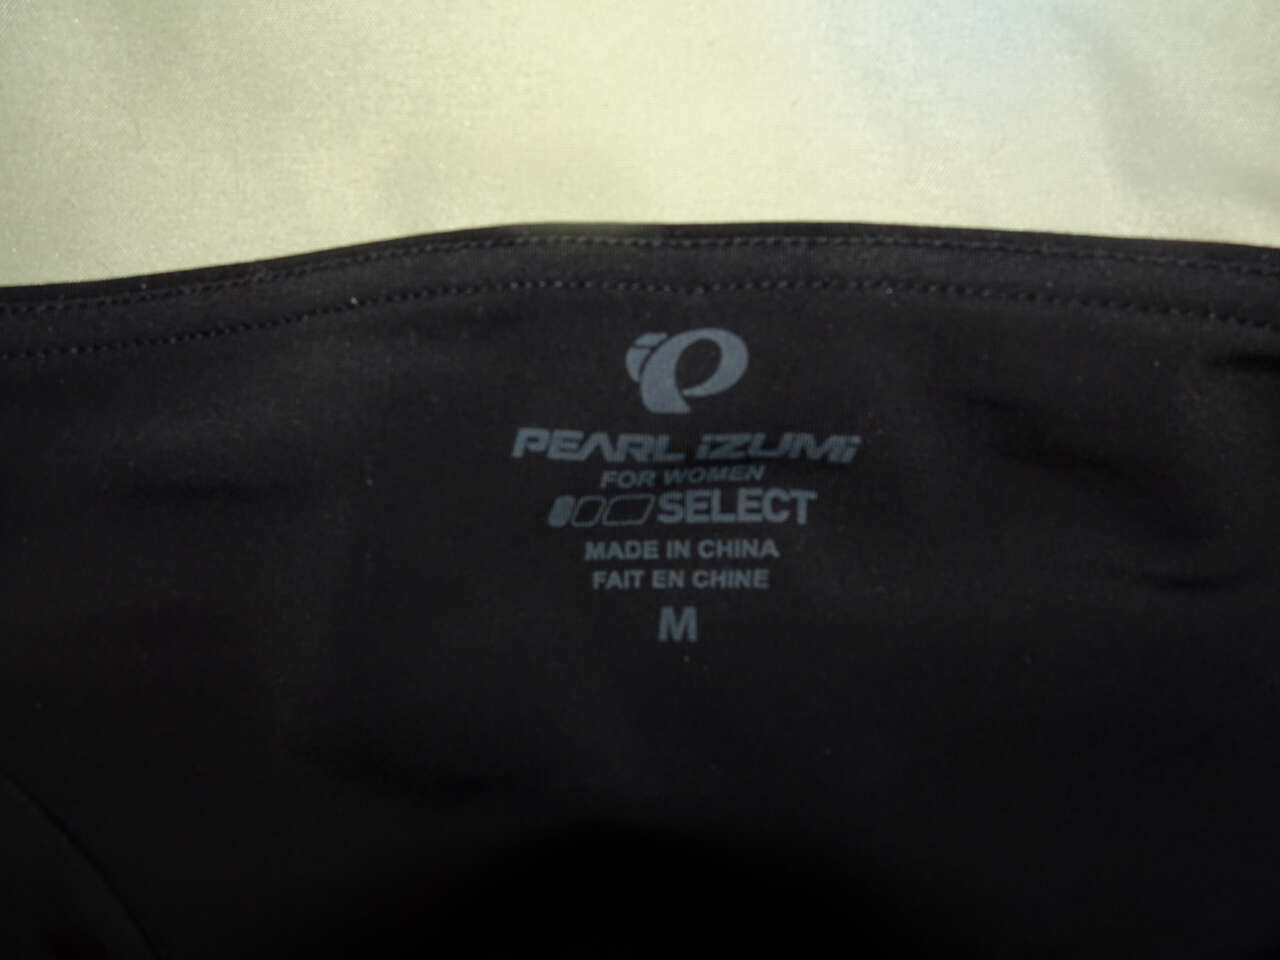 PEARL iZUMi
FOR WOMEN
SELECT
MADE IN CHINA
FAIT EN CHINE
M